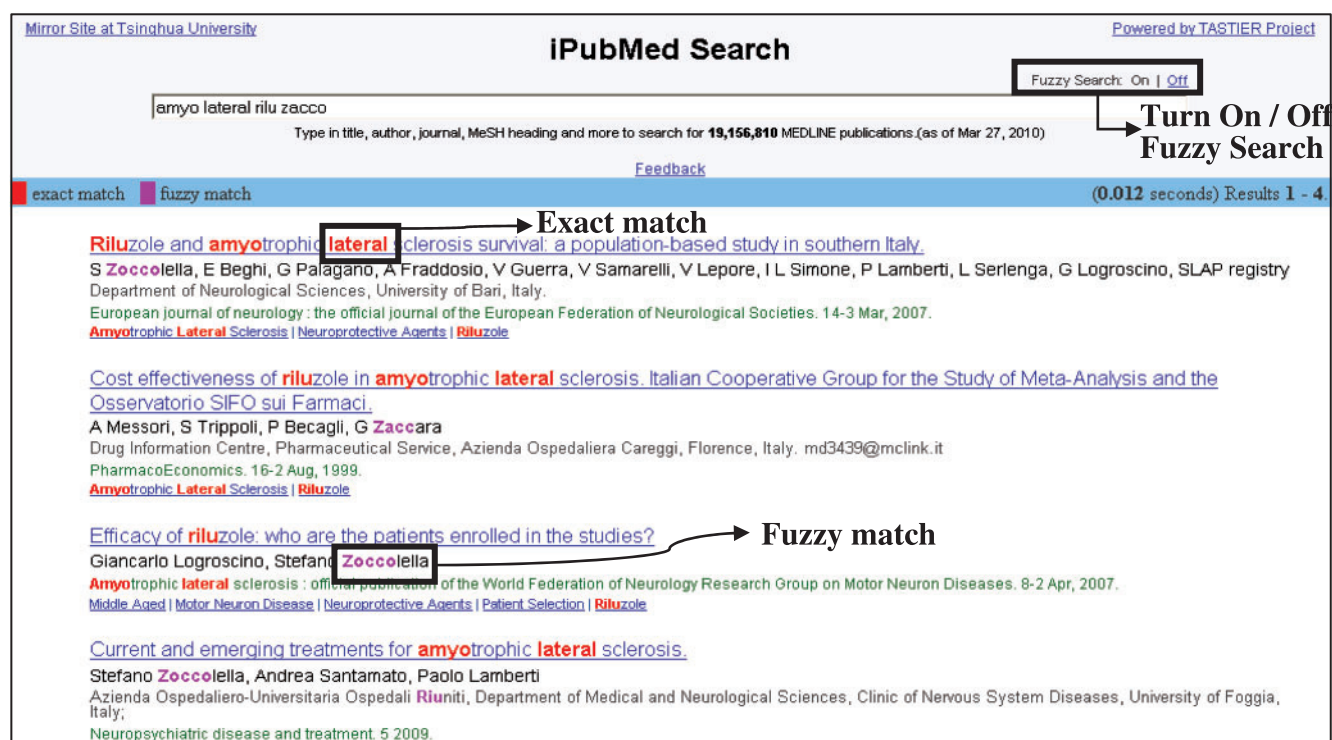 Mirror Site at Tsinghua University
Powered by TASTIER Project
iPubMed Search
Fuzzy Search: On | Off
amyo lateral rilu zacco
Turn On / Off
Fuzzy Search
Type in title, author, journal, MeSH heading and more to search for 19,156,810 MEDLINE publications.(as of Mar 27, 2010)
Feedback
exact match fuzzy match
(0.012 seconds) Results 1 - 4.
Exact match
Riluzole and amyotrophic lateral sclerosis survival: a population-based study in southern Italy.
S Zoccolella, E Beghi, G Palagano, A Fraddosio, V Guerra, V Samarelli, V Lepore, I L Simone, P Lamberti, L Serlenga, G Logroscino, SLAP registry
Department of Neurological Sciences, University of Bari, Italy.
European journal of neurology : the official journal of the European Federation of Neurological Societies. 14-3 Mar, 2007.
Amyotrophic Lateral Sclerosis | Neuroprotective Agents | Riluzole
Cost effectiveness of riluzole in amyotrophic lateral sclerosis. Italian Cooperative Group for the Study of Meta-Analysis and the
Osservatorio SIFO sui Farmaci.
A Messori, S Trippoli, P Becagli, G Zaccara
Drug Information Centre, Pharmaceutical Service, Azienda Ospedaliera Careggi, Florence, Italy. md3439@mclink.it
PharmacoEconomics. 16-2 Aug, 1999.
Amyotrophic Lateral Sclerosis | Riluzole
Efficacy of riluzole: who are the patients enrolled in the studies?
Fuzzy match
Giancarlo Logroscino, Stefano Zoccolella
Amyotrophic lateral sclerosis : official publication of the World Federation of Neurology Research Group on Motor Neuron Diseases. 8-2 Apr, 2007.
Middle Aged | Motor Neuron Disease | Neuroprotective Agents | Patient Selection | Riluzole
Current and emerging treatments for amyotrophic lateral sclerosis.
Stefano Zoccolella, Andrea Santamato, Paolo Lamberti
Azienda Ospedaliero-Universitaria Ospedali Riuniti, Department of Medical and Neurological Sciences, Clinic of Nervous System Diseases, University of Foggia,
Italy;
Neuropsychiatric disease and treatment. 5 2009.